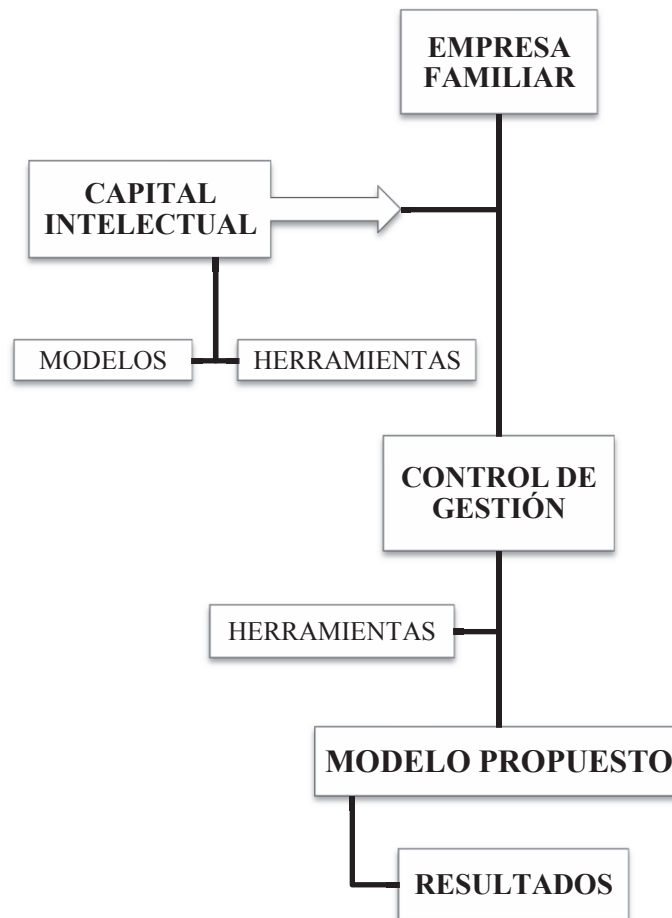 EMPRESA
FAMILIAR
CAPITAL
INTELECTUAL
MODELOS
HERRAMIENTAS
CONTROL DE
GESTIÓN
HERRAMIENTAS
MODELO PROPUESTO
RESULTADOS